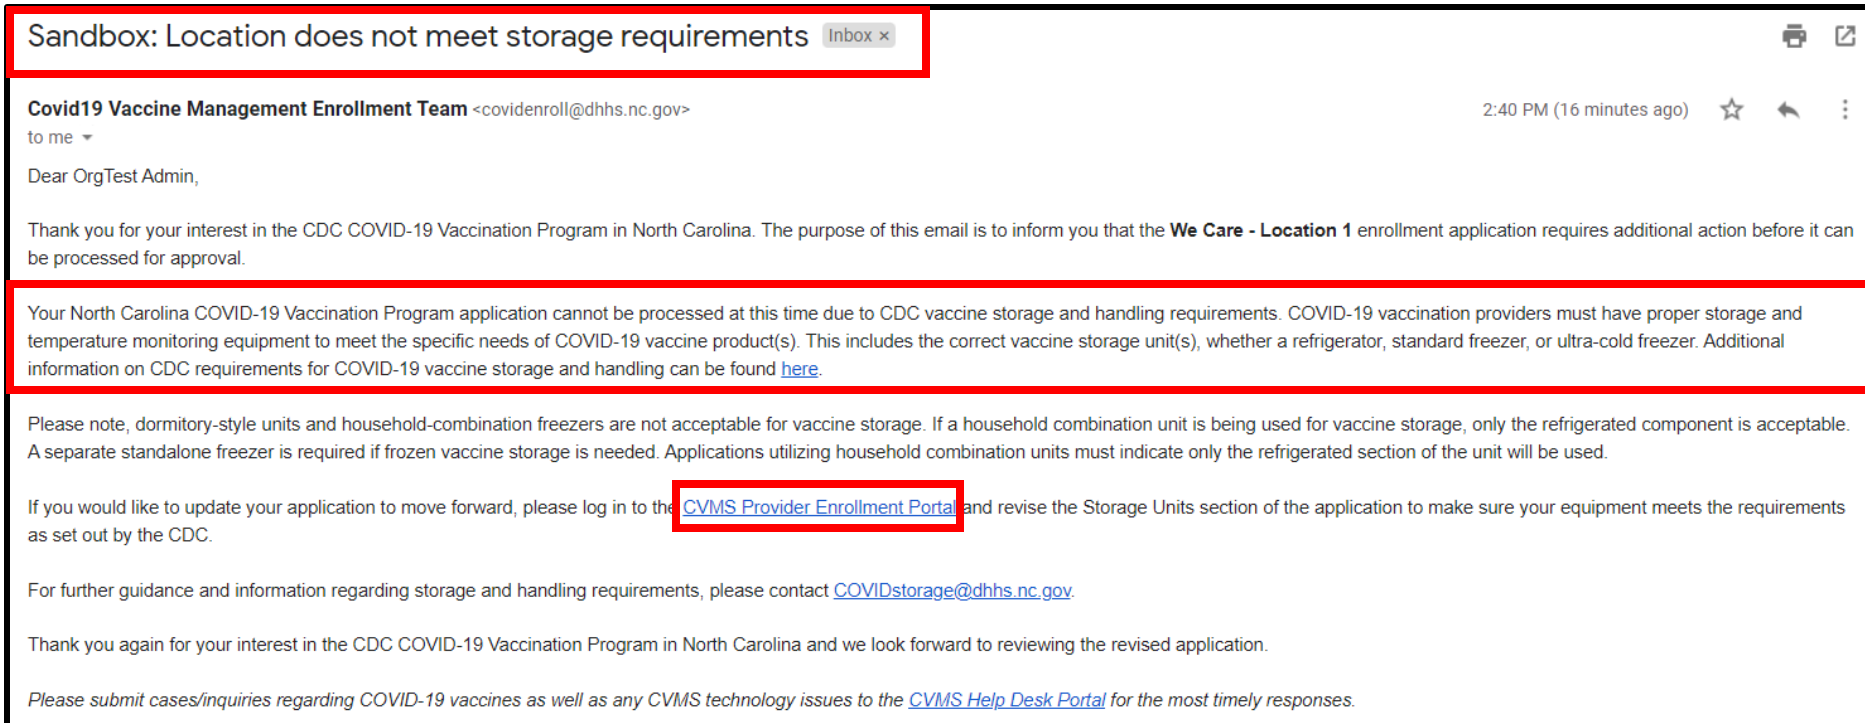 Sandbox: Location does not meet storage requirements Inbox ×
Covid19 Vaccine Management Enrollment Team <covidenroll@dhhs.nc.gov> 2:40 PM (16 minutes ago)
to me
Dear OrgTest Admin,
Thank you for your interest in the CDC COVID-19 Vaccination Program in North Carolina. The purpose of this email is to inform you that the We Care - Location 1 enrollment application requires additional action before it can
be processed for approval.
Your North Carolina COVID-19 Vaccination Program application cannot be processed at this time due to CDC vaccine storage and handling requirements. COVID-19 vaccination providers must have proper storage and
temperature monitoring equipment to meet the specific needs of COVID-19 vaccine product(s). This includes the correct vaccine storage unit(s), whether a refrigerator, standard freezer, or ultra-cold freezer. Additional
information on CDC requirements for COVID-19 vaccine storage and handling can be found here.
Please note, dormitory-style units and household-combination freezers are not acceptable for vaccine storage. If a household combination unit is being used for vaccine storage, only the refrigerated component is acceptable.
A separate standalone freezer is required if frozen vaccine storage is needed. Applications utilizing household combination units must indicate only the refrigerated section of the unit will be used.
If you would like to update your application to move forward, please log in to the CVMS Provider Enrollment Portal and revise the Storage Units section of the application to make sure your equipment meets the requirements
as set out by the CDC.
For further guidance and information regarding storage and handling requirements, please contact COVIDstorage@dhhs.nc.gov.
Thank you again for your interest in the CDC COVID-19 Vaccination Program in North Carolina and we look forward to reviewing the revised application.
Please submit cases/inquiries regarding COVID-19 vaccines as well as any CVMS technology issues to the CVMS Help Desk Portal for the most timely responses.